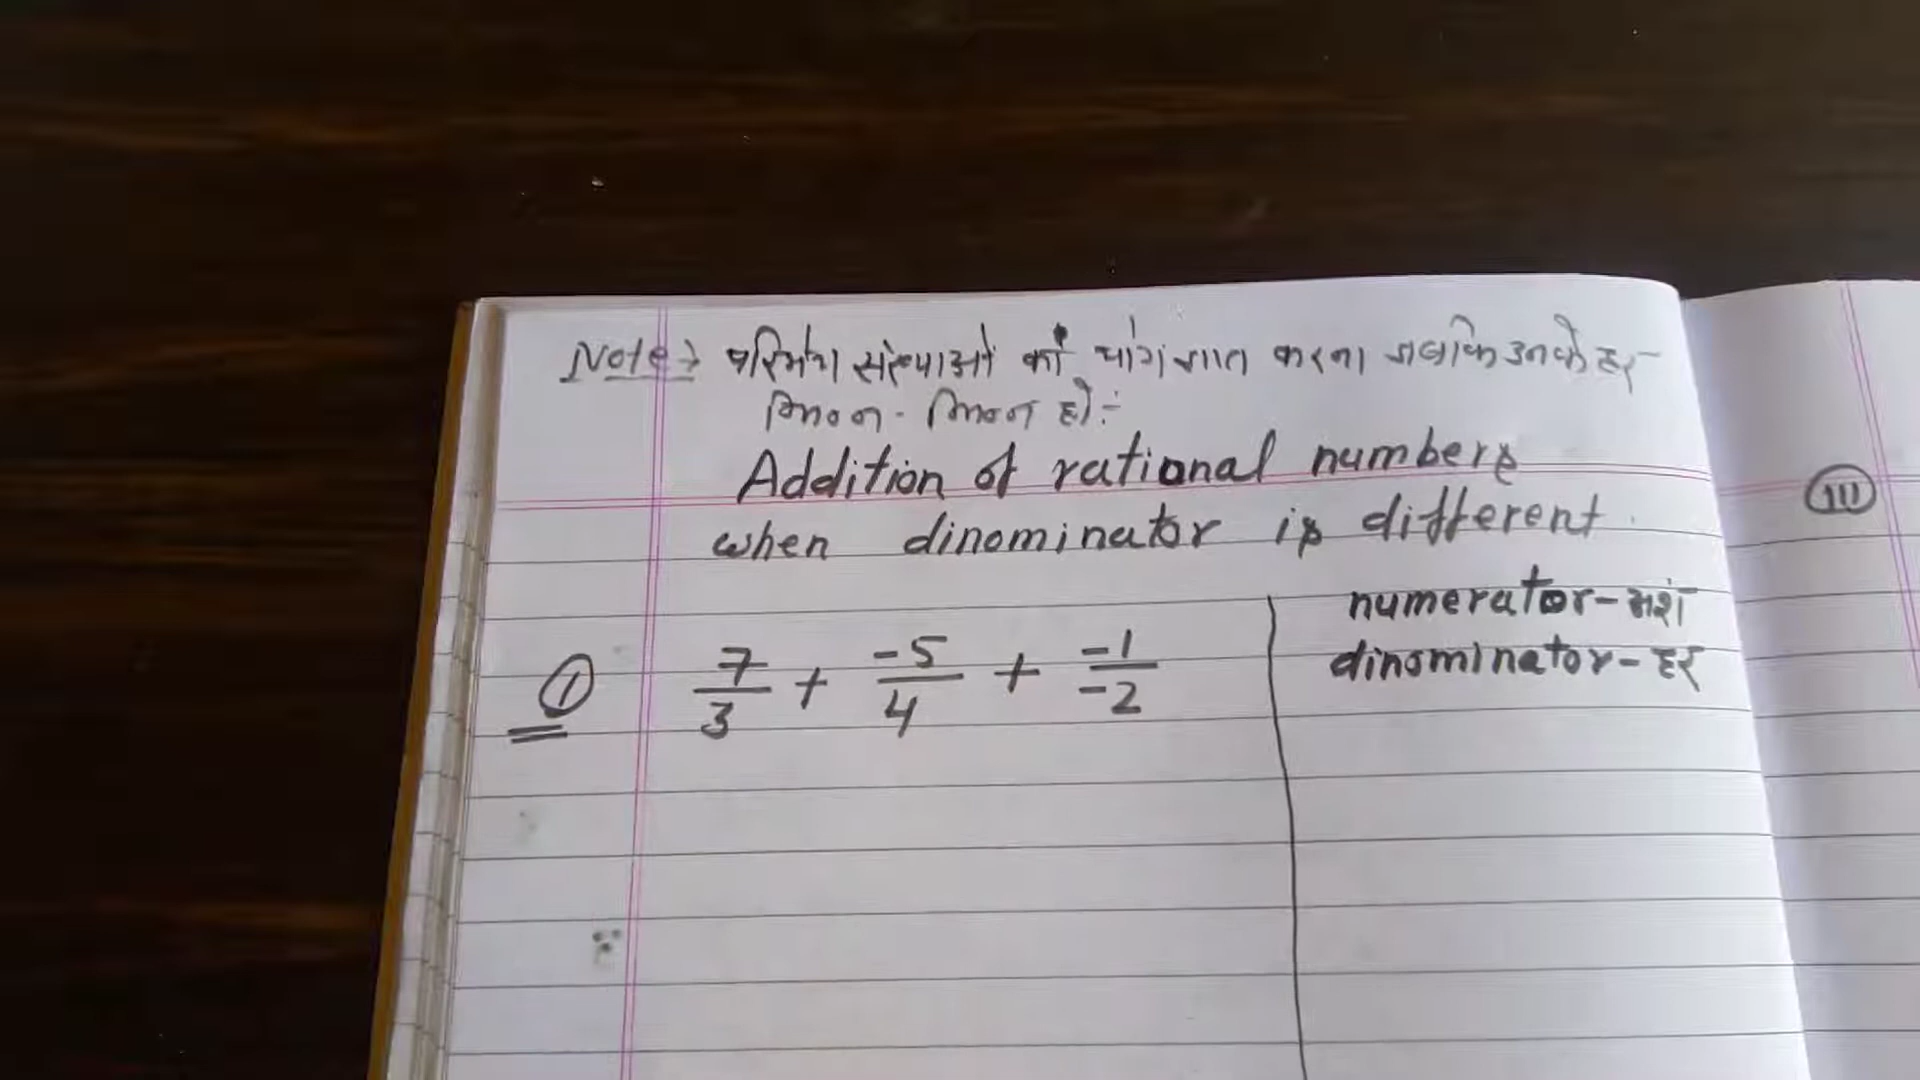 Note → परिमेय संख्याओं का योग ज्ञात करना जबकि उनके हर
भिन्न - भिन्न हो :-
Addition of rational numbers
when dinominator is different
① 7/3 + -5/4 + -1/-2
numerator - अंश
dinominator - हर
III